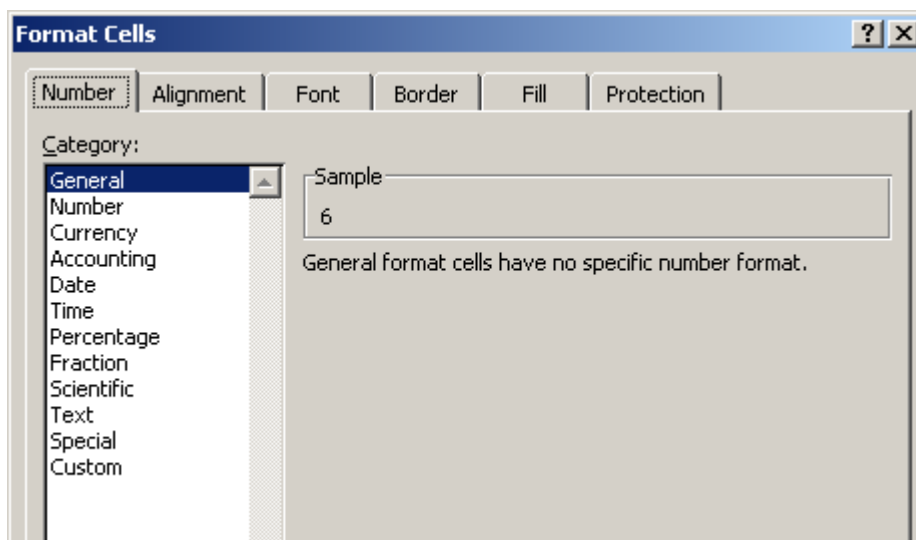 Format Cells
Number Alignment Font Border Fill Protection
Category:
General
Number
Currency
Accounting
Date
Time
Percentage
Fraction
Scientific
Text
Special
Custom
Sample
6
General format cells have no specific number format.